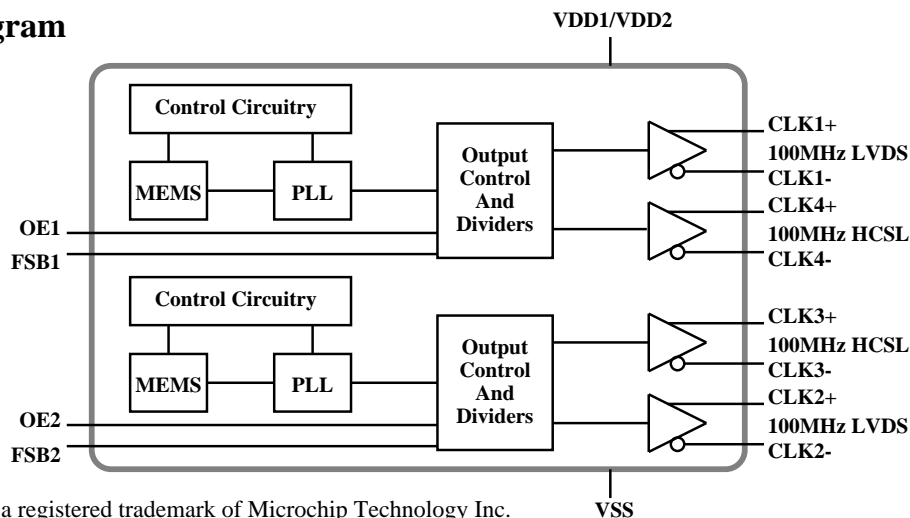 gram
VDD1/VDD2
Control Circuitry
MEMS
PLL
Output
Control
And
Dividers
CLK1+
100MHz LVDS
CLK1-
CLK4+
100MHz HCSL
CLK4-
OE1
FSB1
Control Circuitry
MEMS
PLL
Output
Control
And
Dividers
CLK3+
100MHz HCSL
CLK3-
CLK2+
100MHz LVDS
CLK2-
OE2
FSB2
a registered trademark of Microchip Technology Inc.
VSS